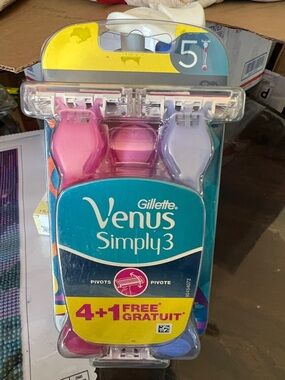 5
Gillette
Venus
Simply3
PIVOTS PIVOTE
4+1 FREE*
GRATUIT*